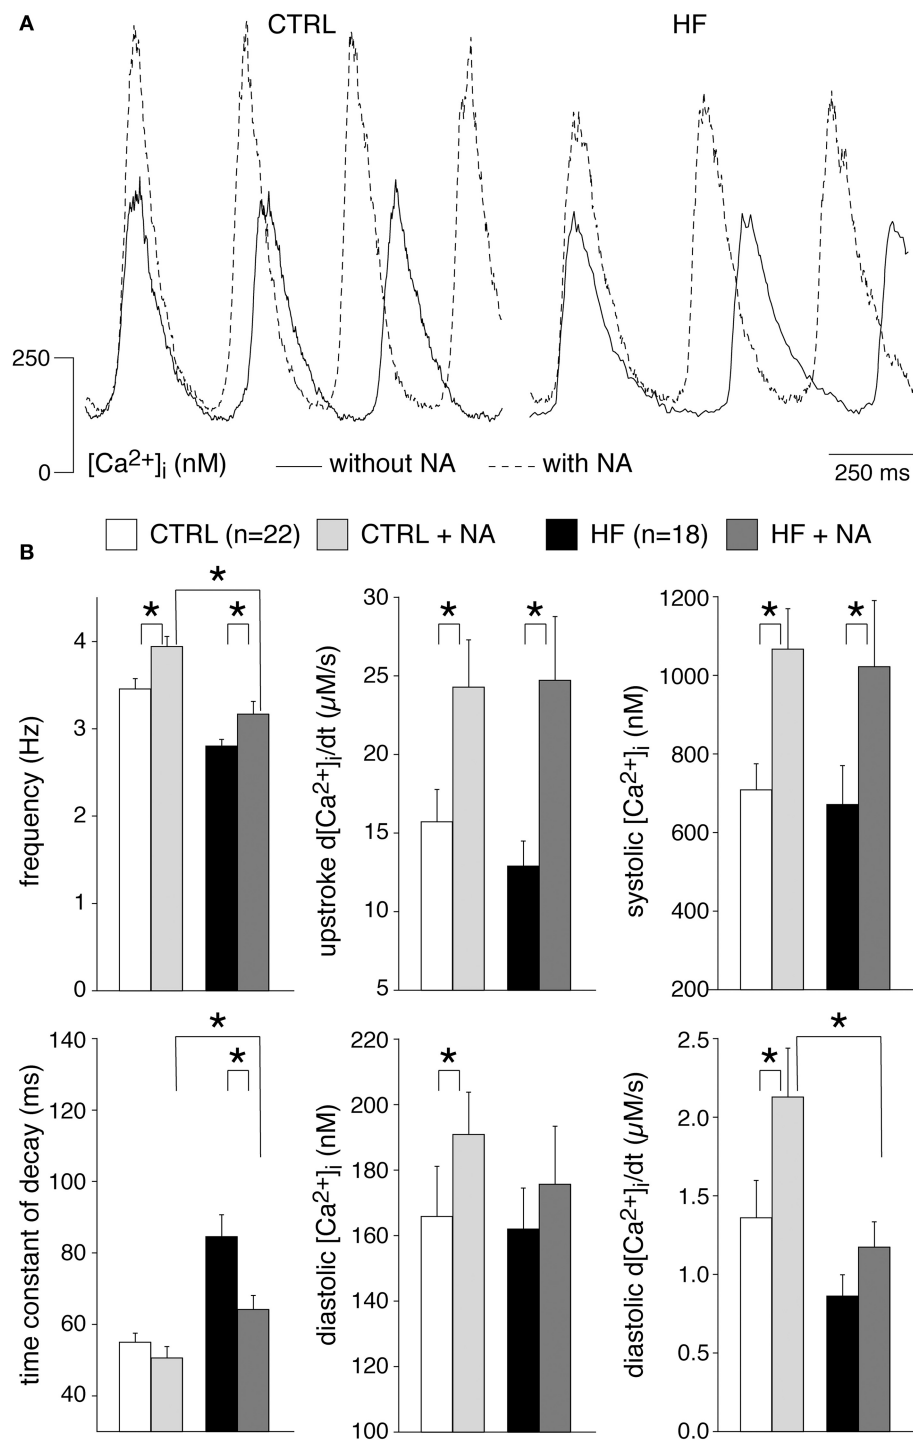 A
CTRL
HF
250
0
[Ca2+]i (nM)
without NA
with NA
250 ms
CTRL (n=22)
CTRL + NA
HF (n=18)
HF + NA
B
frequency (Hz)
4
3
2
1
0
*
*
*
upstroke d[Ca2+]i/dt (µM/s)
30
25
20
15
10
5
*
*
systolic [Ca2+]i (nM)
1200
1000
800
600
400
200
*
*
time constant of decay (ms)
140
120
100
80
60
40
*
*
diastolic [Ca2+]i (nM)
220
200
180
160
140
120
100
*
diastolic d[Ca2+]i/dt (µM/s)
2.5
2.0
1.5
1.0
0.5
0.0
*
*